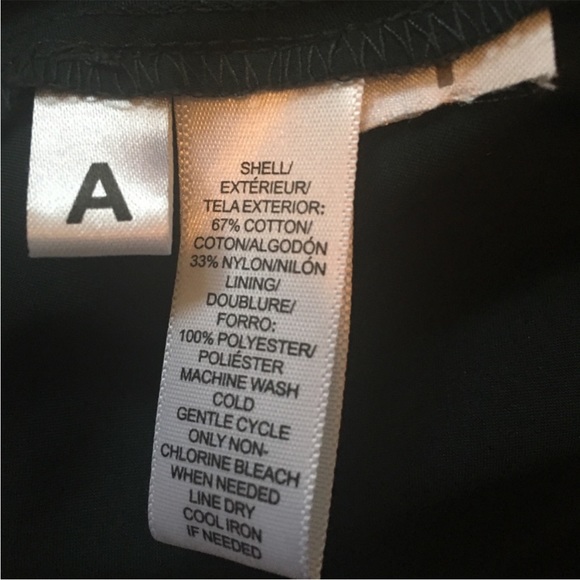 A
SHELL/
EXTÉRIEUR/
TELA EXTERIOR:
67% COTTON/
COTON/ALGODÓN
33% NYLON/NILÓN
LINING/
DOUBLURE/
FORRO:
100% POLYESTER/
POLIÉSTER
MACHINE WASH
COLD
GENTLE CYCLE
ONLY NON-
CHLORINE BLEACH
WHEN NEEDED
LINE DRY
COOL IRON
IF NEEDED